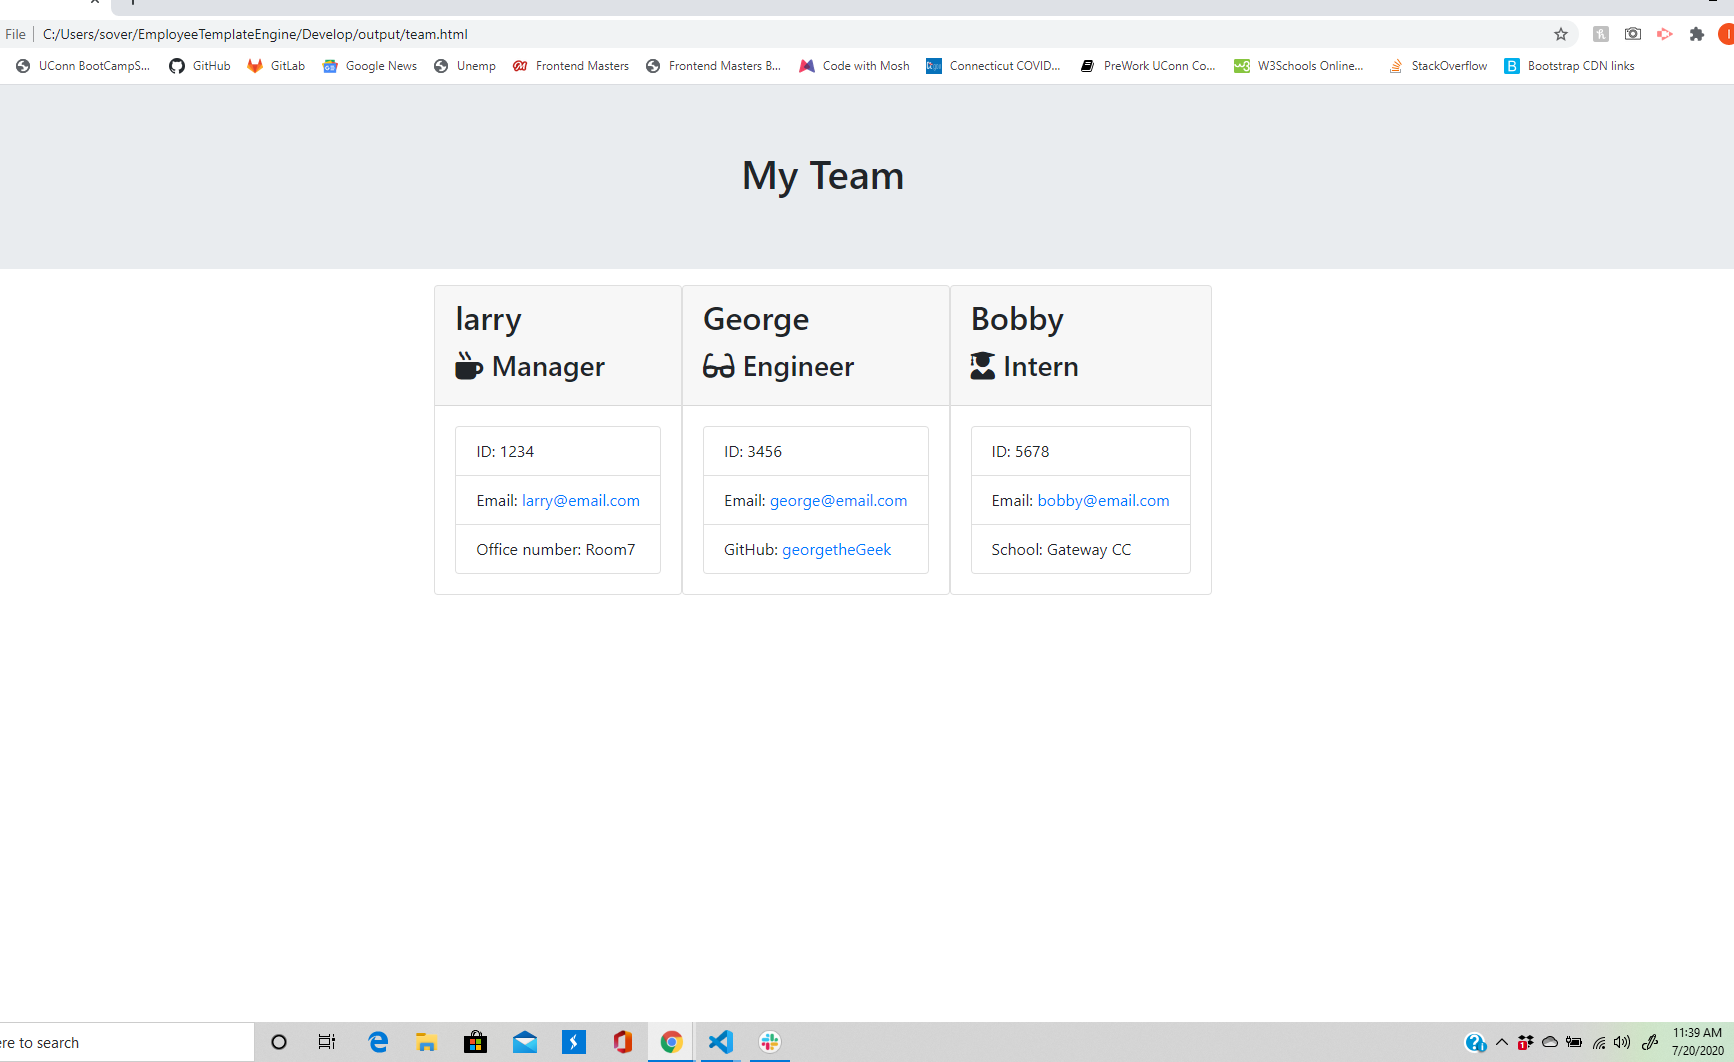 File C:/Users/sover/EmployeeTemplateEngine/Develop/output/team.html
UConn BootCampS... GitHub GitLab Google News Unemp Frontend Masters Frontend Masters B... Code with Mosh Connecticut COVID... PreWork UConn Co... W3Schools Online... StackOverflow Bootstrap CDN links
My Team
larry
Manager
ID: 1234
Email: larry@email.com
Office number: Room7
George
Engineer
ID: 3456
Email: george@email.com
GitHub: georgetheGeek
Bobby
Intern
ID: 5678
Email: bobby@email.com
School: Gateway CC
ere to search
11:39 AM
7/20/2020